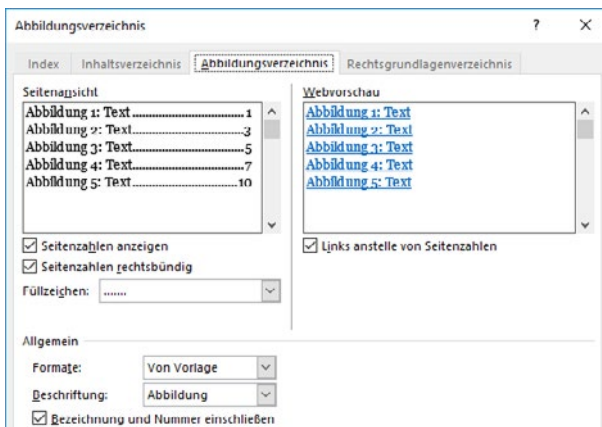 Abbildungsverzeichnis ? ×
Index Inhaltsverzeichnis Abbildungsverzeichnis Rechtsgrundlagenverzeichnis
Seitenansicht Webvorschau
Abbildung 1: Text..............................1 Abbildung 1: Text
Abbildung 2: Text..............................3 Abbildung 2: Text
Abbildung 3: Text..............................5 Abbildung 3: Text
Abbildung 4: Text..............................7 Abbildung 4: Text
Abbildung 5: Text............................10 Abbildung 5: Text
Seitenzahlen anzeigen Links anstelle von Seitenzahlen
Seitenzahlen rechtsbündig
Füllzeichen: .......
Allgemein
Formate: Von Vorlage
Beschriftung: Abbildung
Bezeichnung und Nummer einschließen